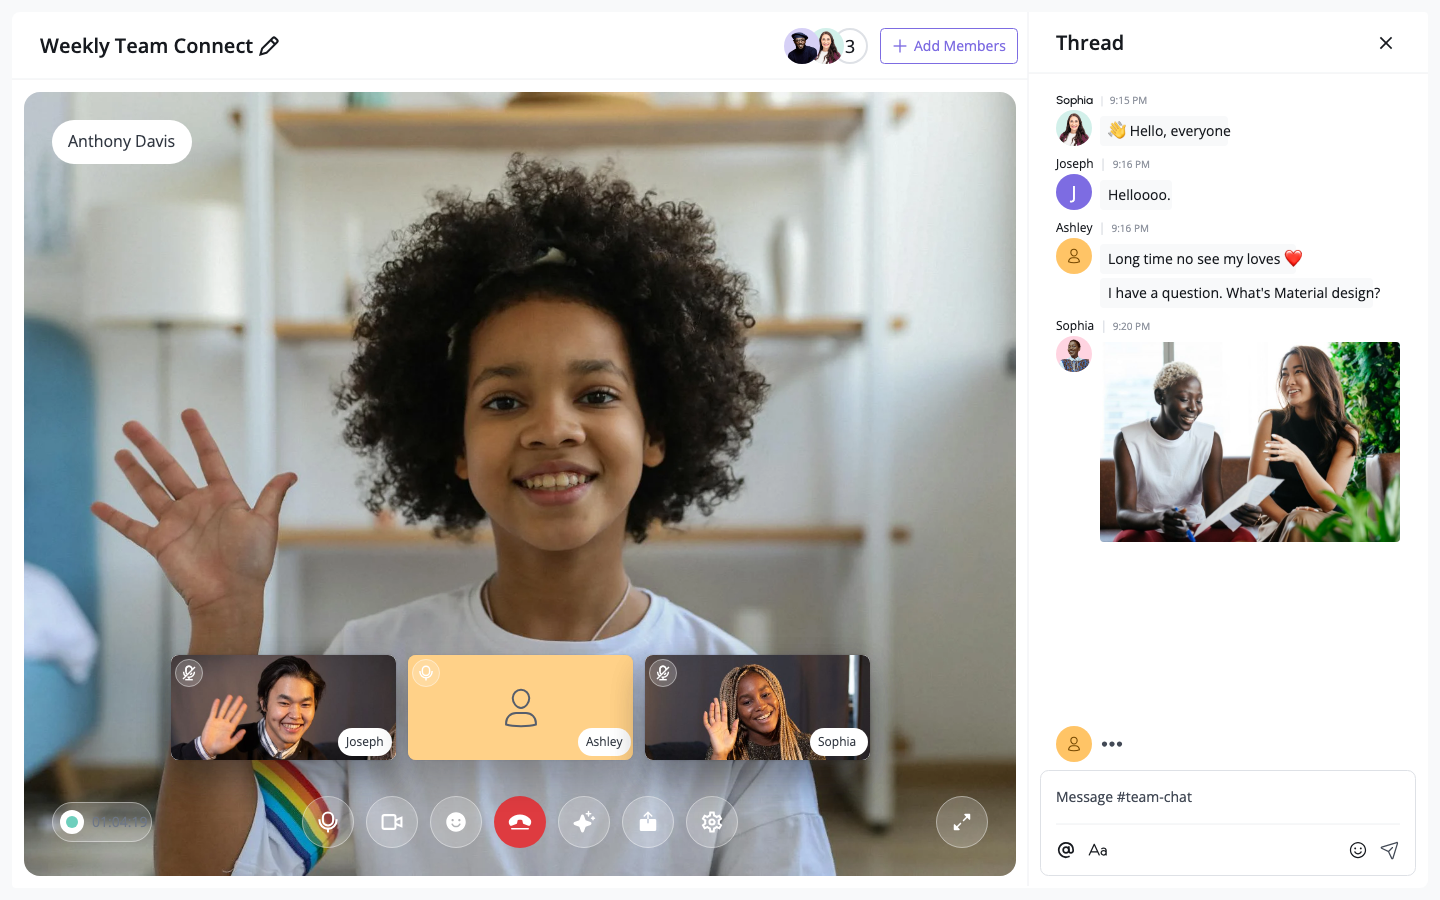 Weekly Team Connect
3
Add Members
Anthony Davis
Joseph
Ashley
Sophia
Thread
Sophia 9:15 PM
👋 Hello, everyone
Joseph 9:16 PM
J
Helloooo.
Ashley 9:16 PM
Long time no see my loves ❤️
I have a question. What's Material design?
Sophia 9:20 PM
Message #team-chat
@ Aa